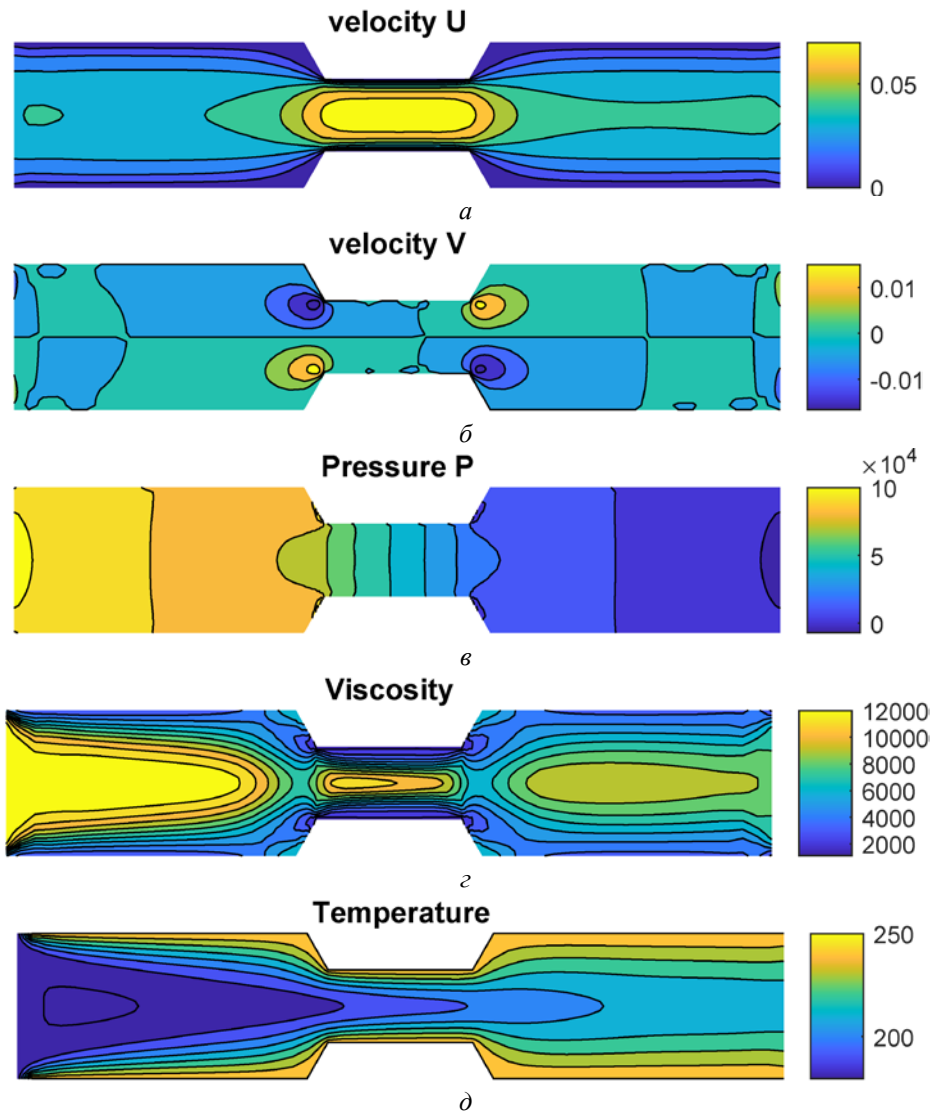 velocity U
0.05
0
а
velocity V
0.01
0
-0.01
б
Pressure P
×10⁴
10
5
0
в
Viscosity
12000
10000
8000
6000
4000
2000
г
Temperature
250
200
д